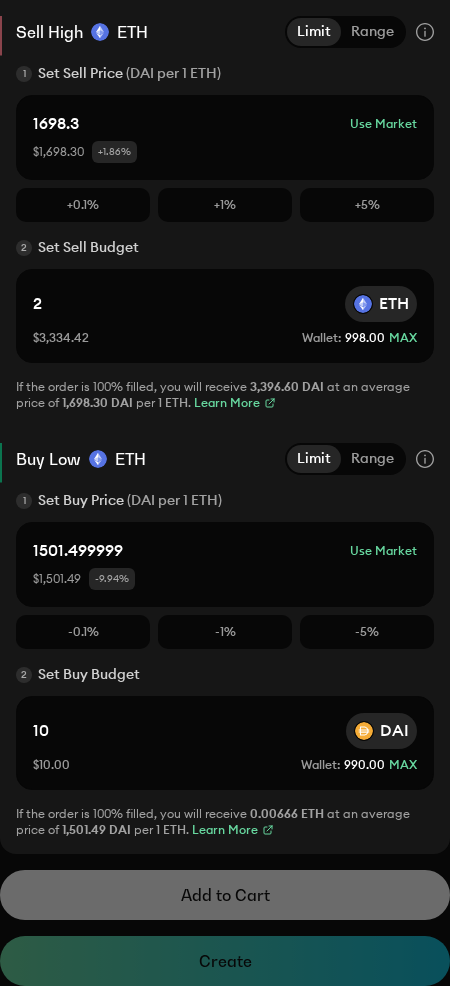 Sell High ETH Limit Range
1 Set Sell Price (DAI per 1 ETH)
1698.3 Use Market
$1,698.30 +1.86%
+0.1% +1% +5%
2 Set Sell Budget
2 ETH
$3,334.42 Wallet: 998.00 MAX
If the order is 100% filled, you will receive 3,396.60 DAI at an average
price of 1,698.30 DAI per 1 ETH. Learn More
Buy Low ETH Limit Range
1 Set Buy Price (DAI per 1 ETH)
1501.499999 Use Market
$1,501.49 -9.94%
-0.1% -1% -5%
2 Set Buy Budget
10 DAI
$10.00 Wallet: 990.00 MAX
If the order is 100% filled, you will receive 0.00666 ETH at an average
price of 1,501.49 DAI per 1 ETH. Learn More
Add to Cart
Create